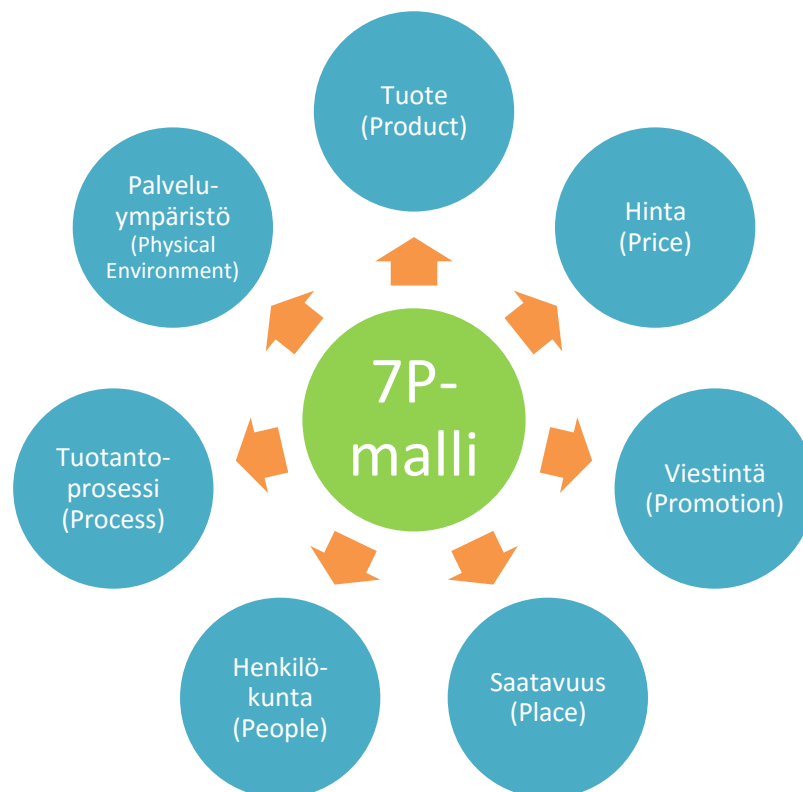 7P-
malli
Tuote
(Product)
Hinta
(Price)
Viestintä
(Promotion)
Saatavuus
(Place)
Henkilö-
kunta
(People)
Tuotanto-
prosessi
(Process)
Palvelu-
ympäristö
(Physical
Environment)